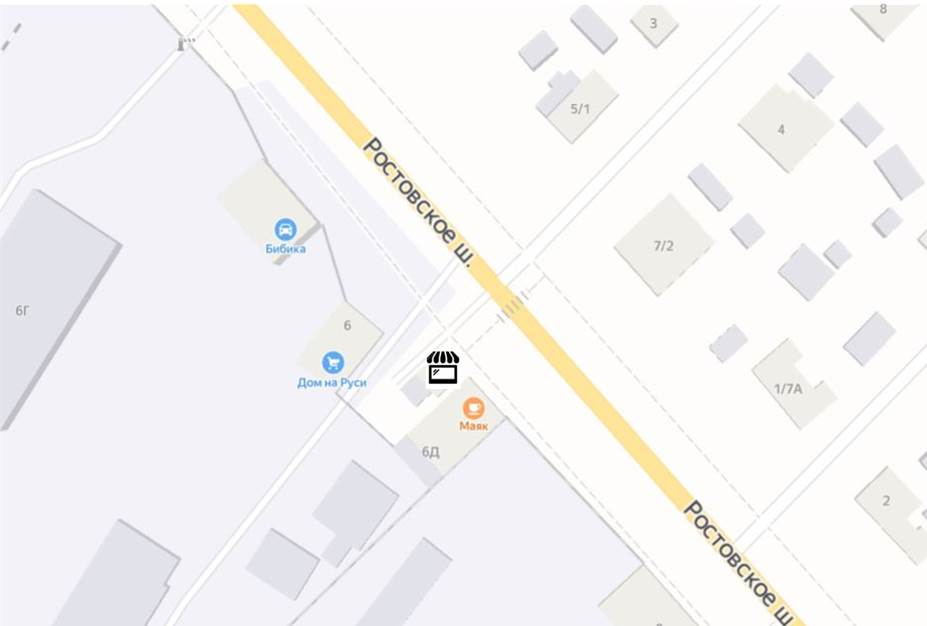 8
3
5/1
4
Ростовское ш.
7/2
Бибика
6Г
6
Дом на Руси
1/7А
Маяк
6Д
2
Ростовское ш